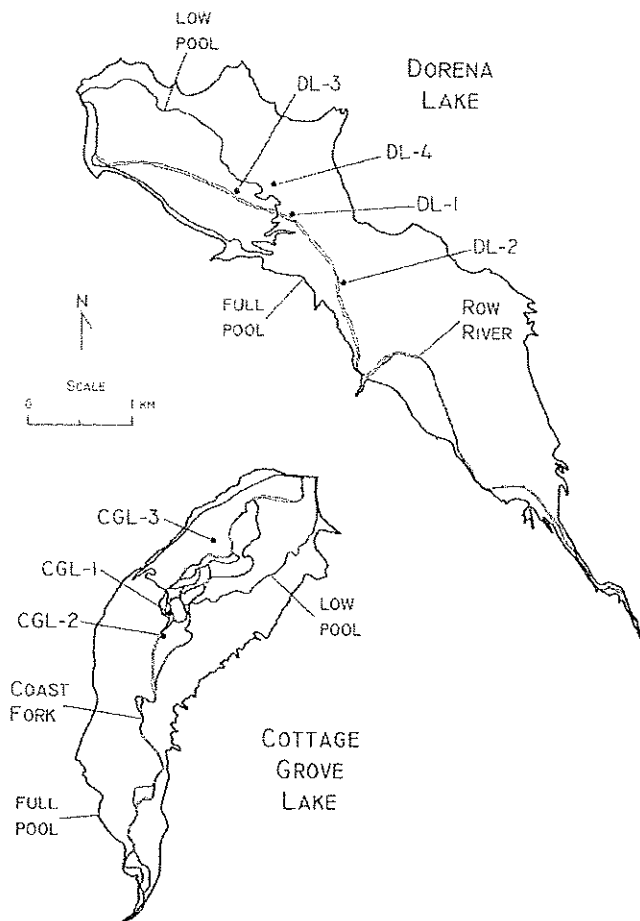 LOW
POOL
DL-3
DORENA
LAKE
DL-4
DL-1
DL-2
N
FULL
POOL
ROW
RIVER
SCALE
0 1 KM
CGL-3
CGL-1
LOW
POOL
CGL-2
COAST
FORK
COTTAGE
GROVE
LAKE
FULL
POOL